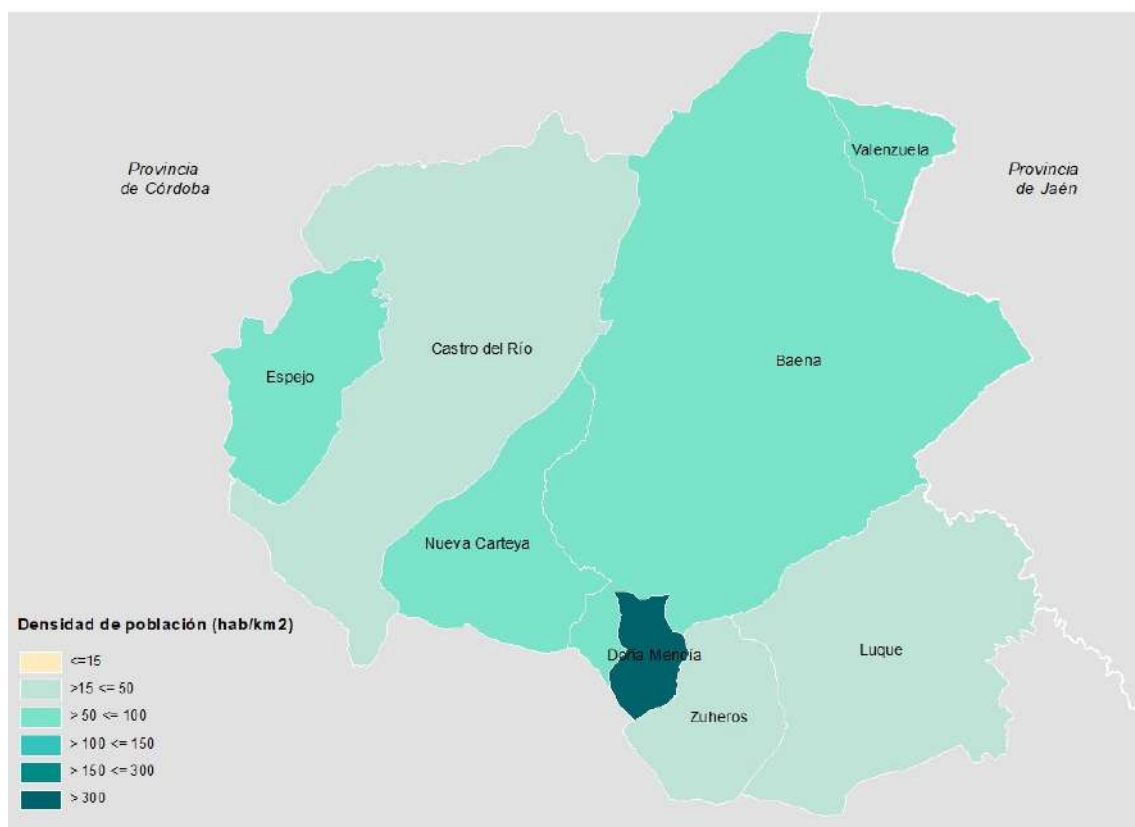 Provincia
de Córdoba
Provincia
de Jaén
Valenzuela
Castro del Río
Baena
Espejo
Nueva Carteya
Doña Mencía
Luque
Zuheros
Densidad de población (hab/km2)
<=15
>15 <= 50
> 50 <= 100
> 100 <= 150
> 150 <= 300
> 300